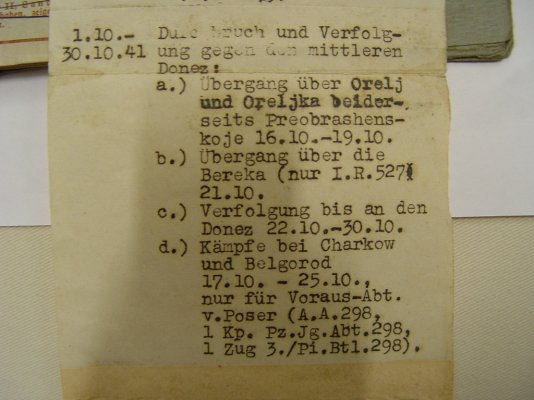 1.10.- Durchbruch und Verfolg-
30.10.41 ung gegen den mittleren
Donez:
a.) Übergang über Orelj
und Oreljka beider-
seits Preobrashens-
koje 16.10.-19.10.
b.) Übergang über die
Bereka (nur I.R.527)
21.10.
c.) Verfolgung bis an den
Donez 22.10.-30.10.
d.) Kämpfe bei Charkow
und Belgorod
17.10. - 25.10.,
nur für Voraus-Abt.
v.Poser (A.A.298,
1 Kp. Pz.Jg.Abt.298,
1 Zug 3./Pi.Btl.298).